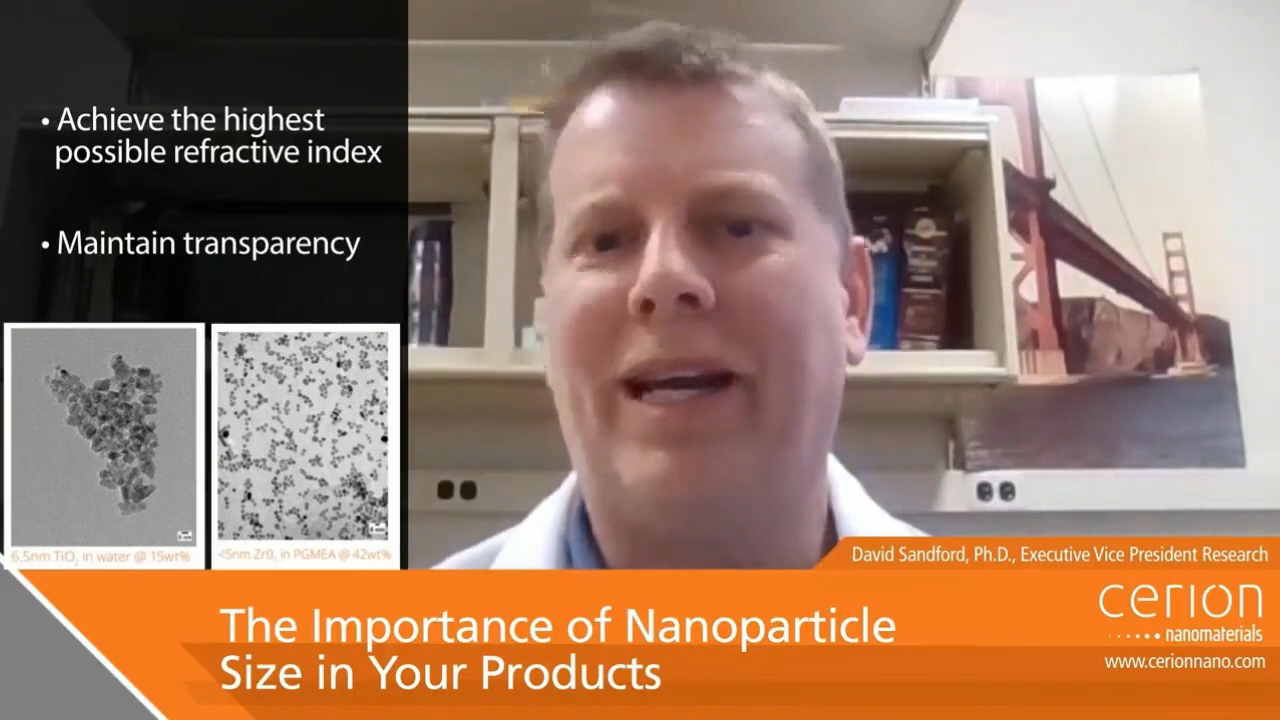 • Achieve the highest
possible refractive index
• Maintain transparency
6.5nm TiO₂ in water @ 15wt%
<5nm ZrO₂ in PGMEA @ 42wt%
David Sandford, Ph.D., Executive Vice President Research
The Importance of Nanoparticle
Size in Your Products
cerion
nanomaterials
www.cerionnano.com